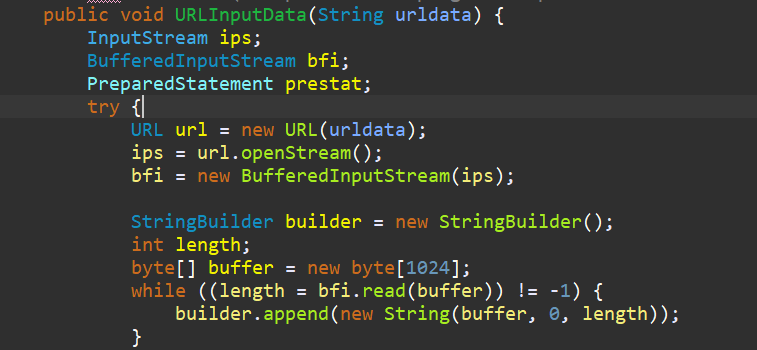 public void URLInputData(String urldata) {
InputStream ips;
BufferedInputStream bfi;
PreparedStatement prestat;
try {
URL url = new URL(urldata);
ips = url.openStream();
bfi = new BufferedInputStream(ips);
StringBuilder builder = new StringBuilder();
int length;
byte[] buffer = new byte[1024];
while ((length = bfi.read(buffer)) != -1) {
builder.append(new String(buffer, 0, length));
}